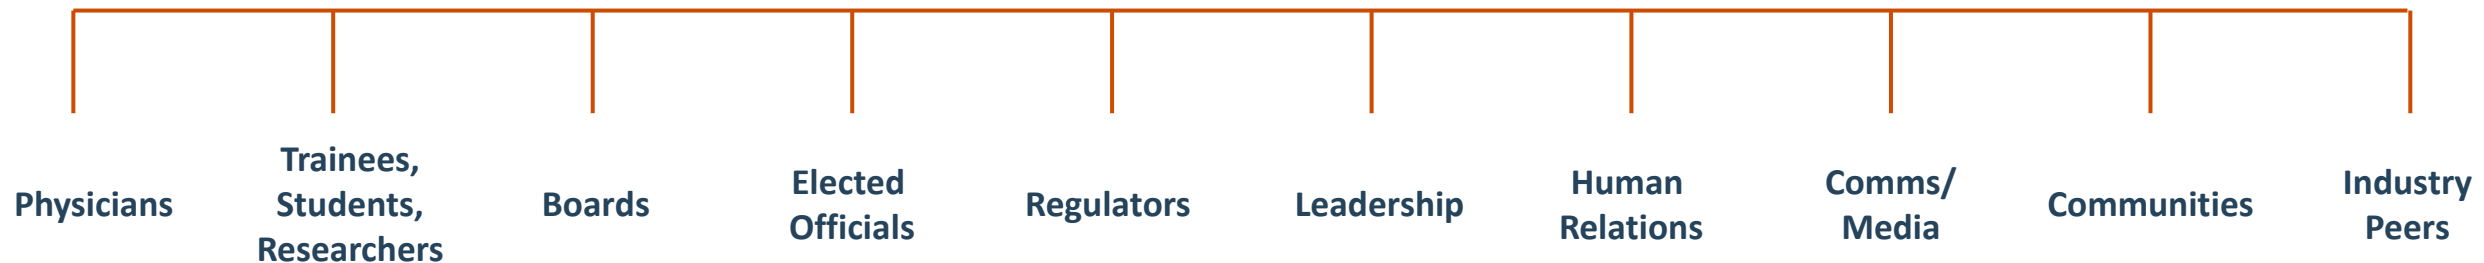 Physicians
Trainees,
Students,
Researchers
Boards
Elected
Officials
Regulators
Leadership
Human
Relations
Comms/
Media
Communities
Industry
Peers